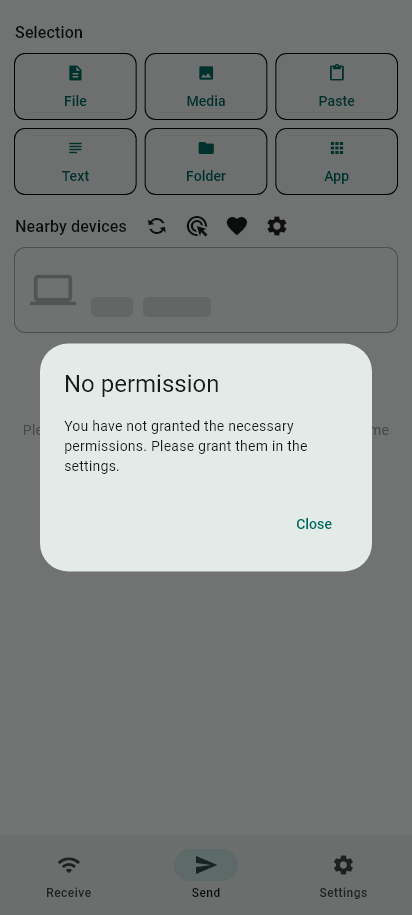 Selection
File
Media
Paste
Text
Folder
App
Nearby devices
No permission
You have not granted the necessary
permissions. Please grant them in the
settings.
Close
Receive
Send
Settings